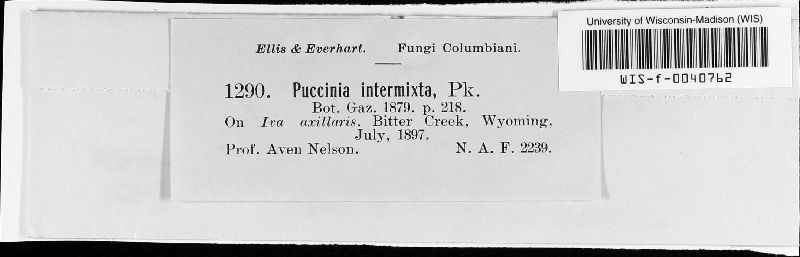 University of Wisconsin-Madison (WIS)
WIS-f-0040762
Ellis & Everhart. Fungi Columbiani.
1290. Puccinia intermixta, Pk.
Bot. Gaz. 1879. p. 218.
On Iva axillaris. Bitter Creek, Wyoming,
July, 1897.
Prof. Aven Nelson. N. A. F. 2239.